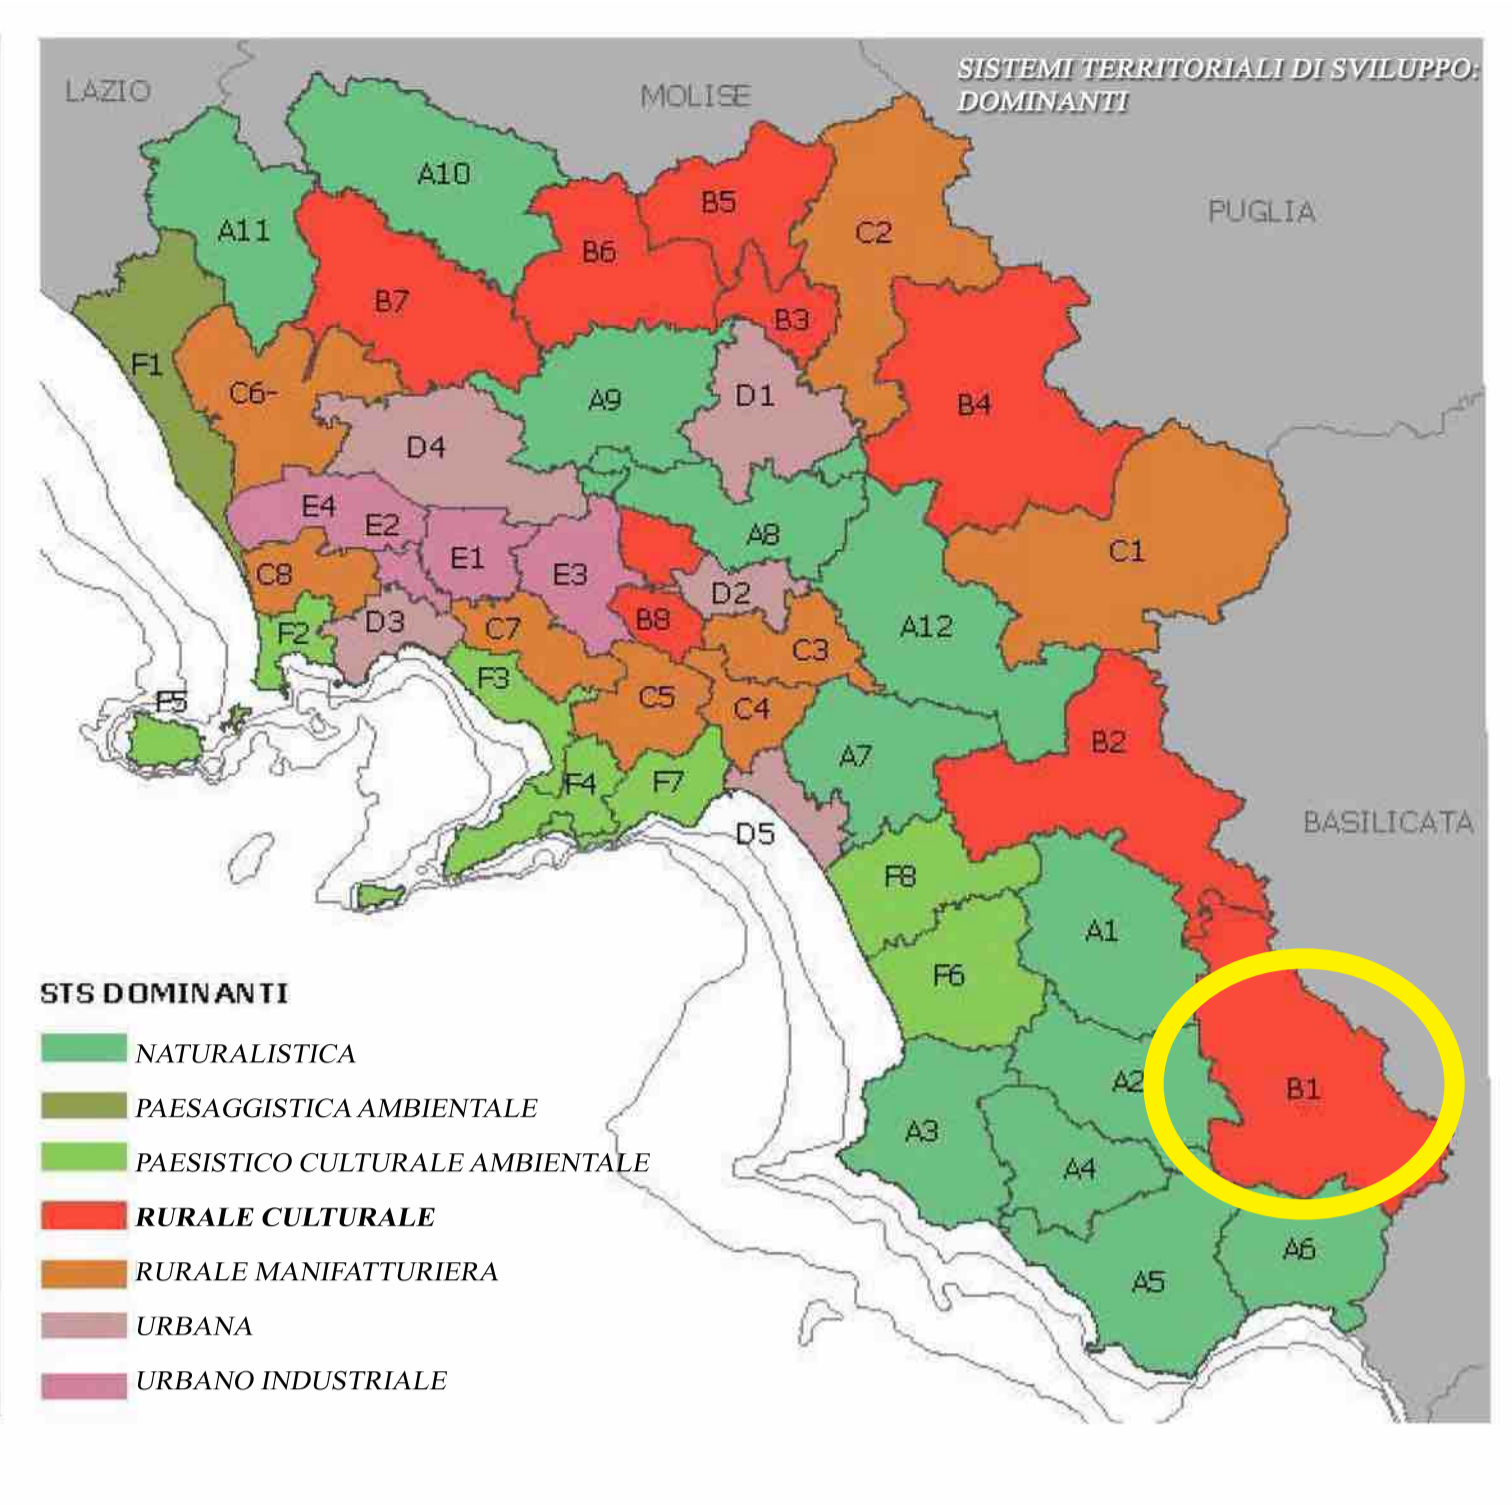 SISTEMI TERRITORIALI DI SVILUPPO:
DOMINANTI
LAZIO
MOLISE
PUGLIA
BASILICATA
A10
A11
B5
C2
B6
B7
B3
B4
F1
C6-
A9
D1
D4
E4
E2
E1
E3
A8
C1
C8
D2
A12
F2
D3
C7
B8
C3
F3
C5
C4
F5
B2
A7
F4
F7
D5
F8
A1
F6
A2
B1
A3
A4
A6
A5
STS DOMINANTI
NATURALISTICA
PAESAGGISTICA AMBIENTALE
PAESISTICO CULTURALE AMBIENTALE
RURALE CULTURALE
RURALE MANIFATTURIERA
URBANA
URBANO INDUSTRIALE